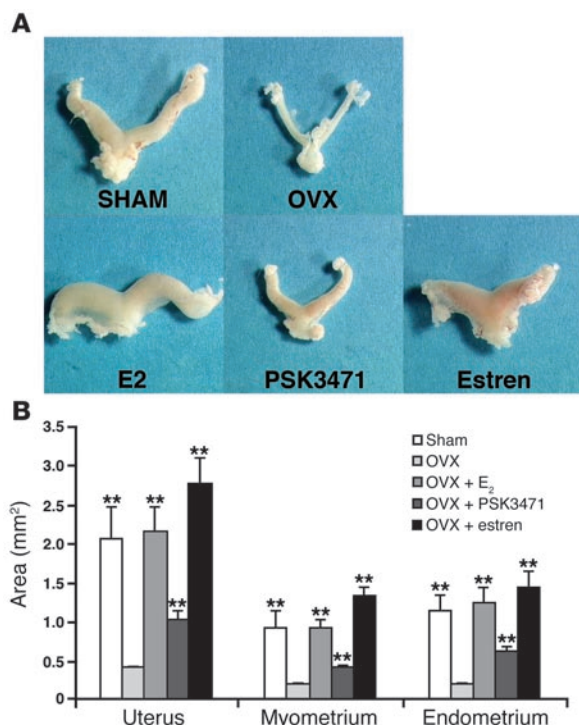 A
SHAM
OVX
E2
PSK3471
Estren
B
Area (mm²)
3.5
3.0
2.5
2.0
1.5
1.0
0.5
0
** ** ** **
** ** ** **
** ** ** **
Sham
OVX
OVX + E₂
OVX + PSK3471
OVX + estren
Uterus Myometrium Endometrium